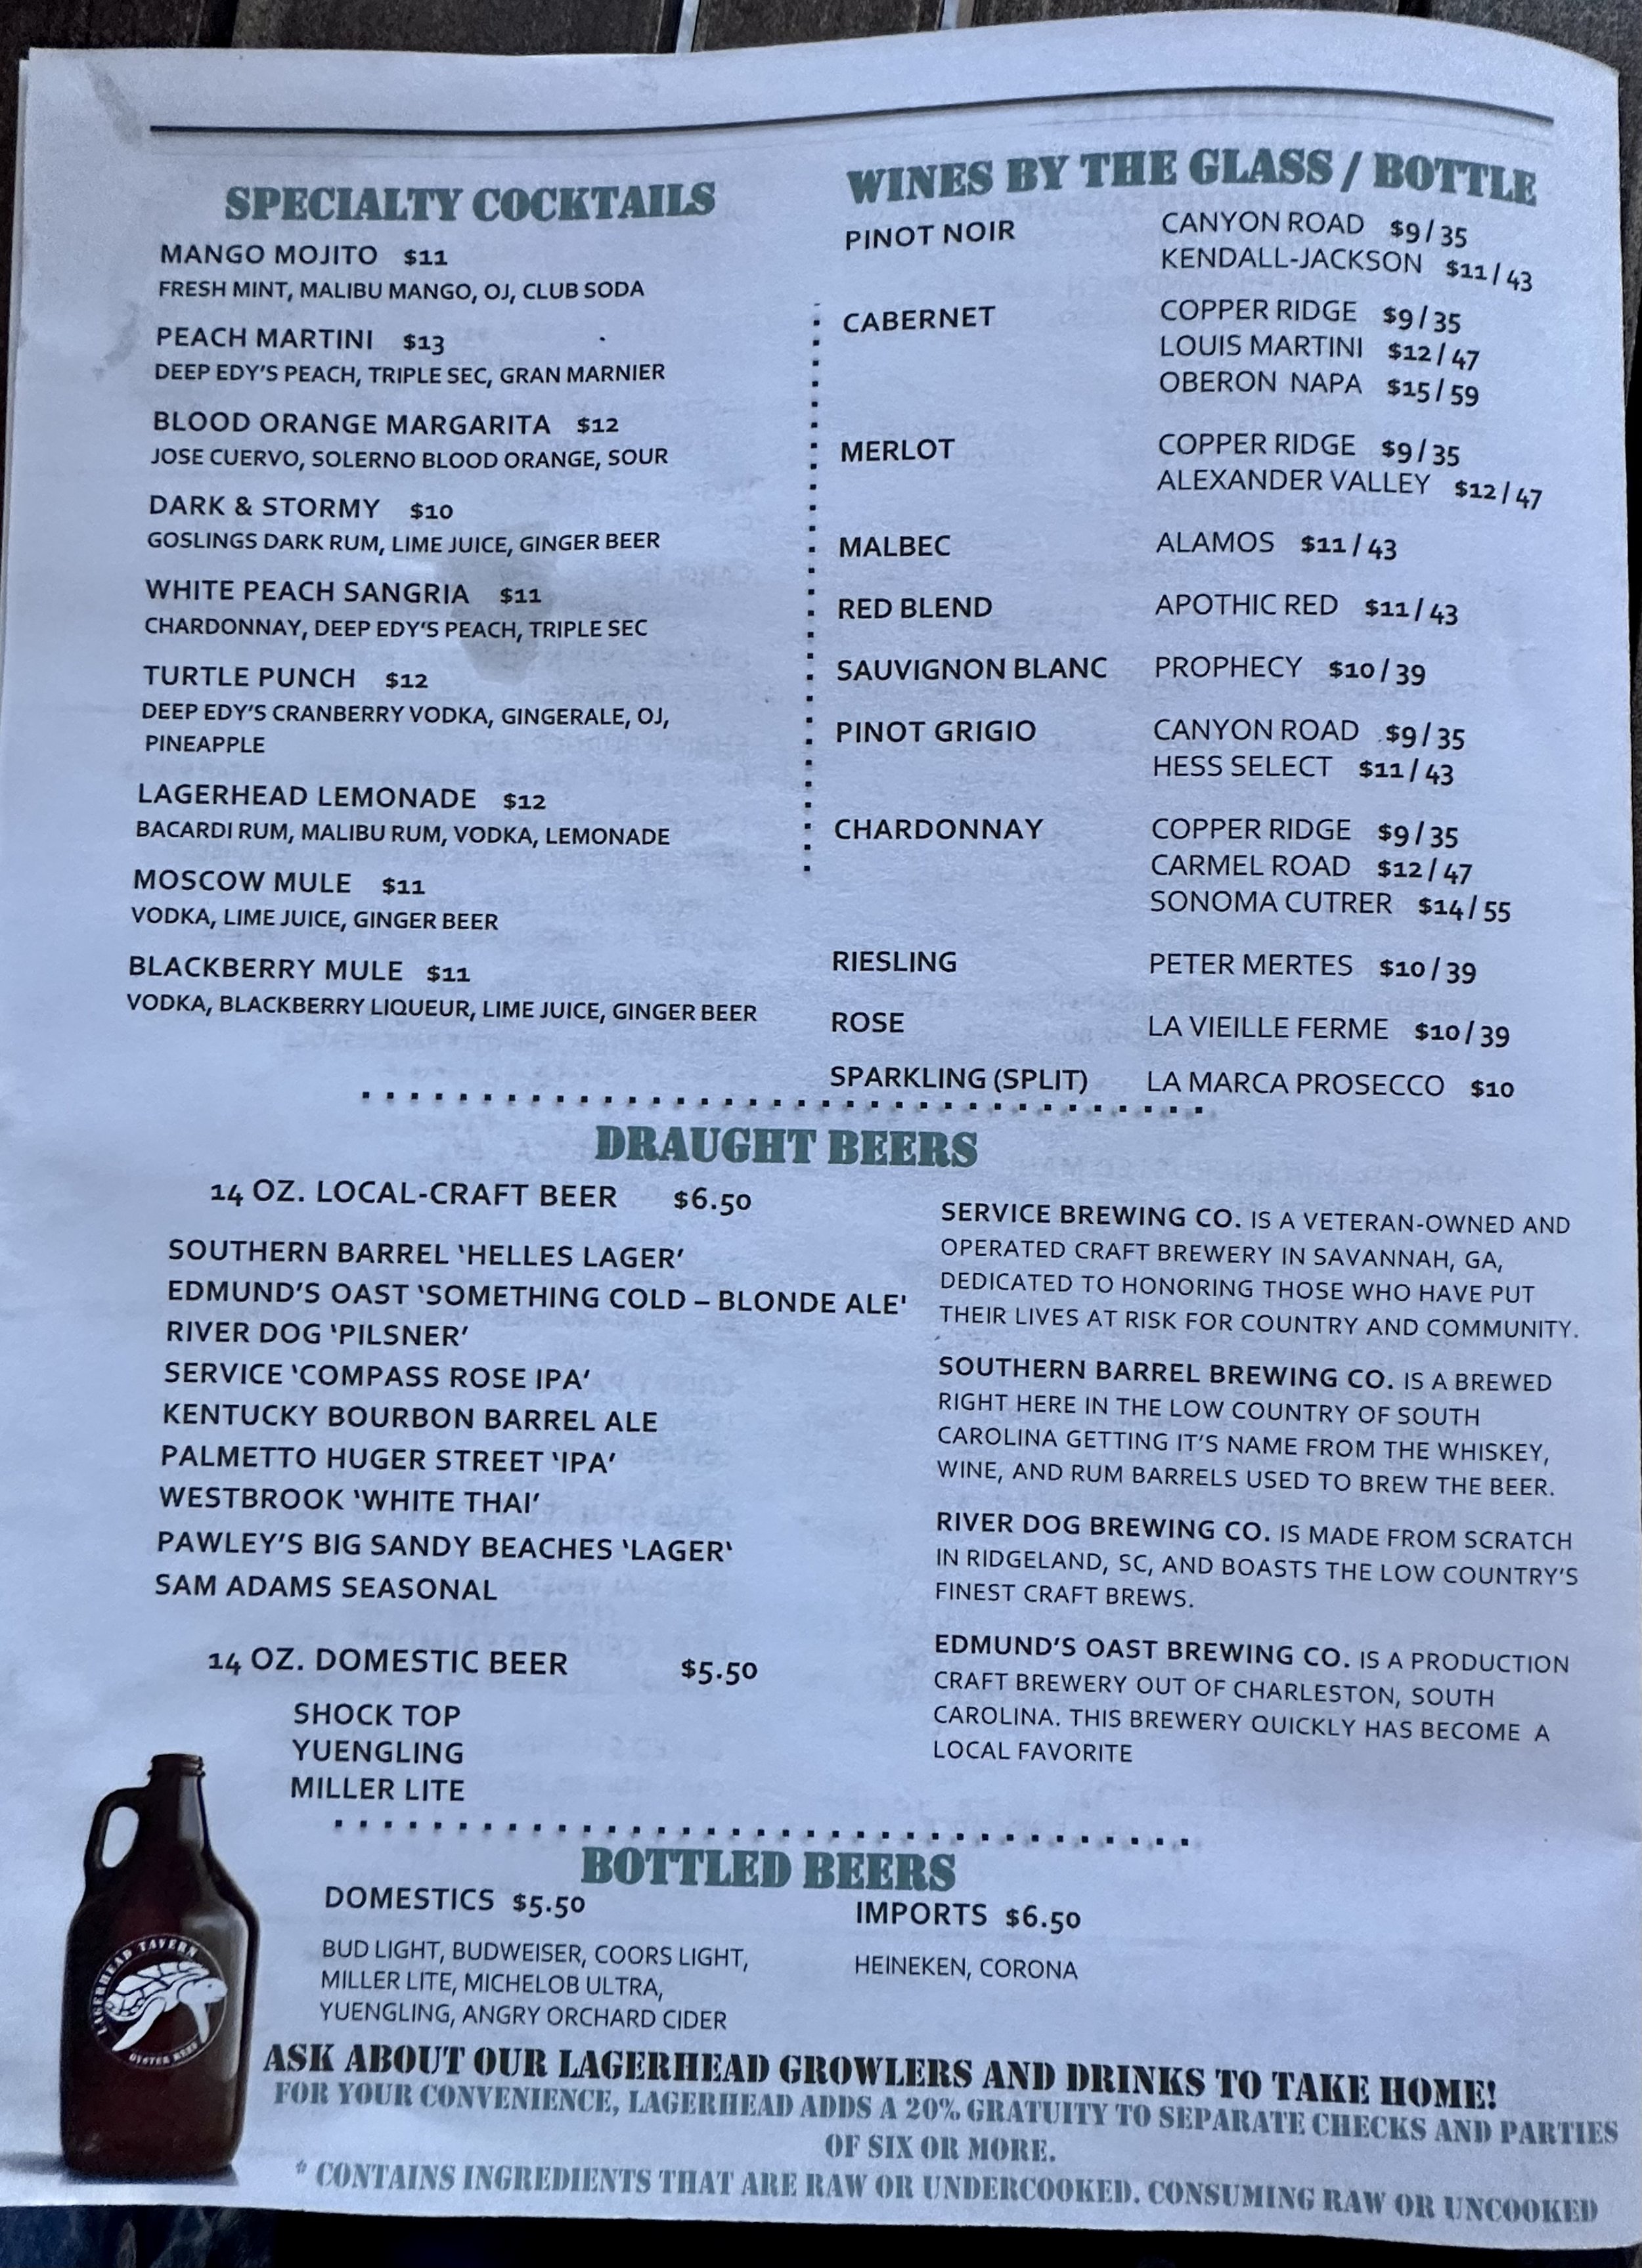 SPECIALTY COCKTAILS
MANGO MOJITO $11
FRESH MINT, MALIBU MANGO, OJ, CLUB SODA
PEACH MARTINI $13
DEEP EDY'S PEACH, TRIPLE SEC, GRAN MARNIER
BLOOD ORANGE MARGARITA $12
JOSE CUERVO, SOLERNO BLOOD ORANGE, SOUR
DARK & STORMY $10
GOSLINGS DARK RUM, LIME JUICE, GINGER BEER
WHITE PEACH SANGRIA $11
CHARDONNAY, DEEP EDY'S PEACH, TRIPLE SEC
TURTLE PUNCH $12
DEEP EDY'S CRANBERRY VODKA, GINGERALE, OJ,
PINEAPPLE
LAGERHEAD LEMONADE $12
BACARDI RUM, MALIBU RUM, VODKA, LEMONADE
MOSCOW MULE $11
VODKA, LIME JUICE, GINGER BEER
BLACKBERRY MULE $11
VODKA, BLACKBERRY LIQUEUR, LIME JUICE, GINGER BEER
WINES BY THE GLASS / BOTTLE
PINOT NOIR CANYON ROAD $9/35
KENDALL-JACKSON $11/43
CABERNET COPPER RIDGE $9/35
LOUIS MARTINI $12/47
OBERON NAPA $15/59
MERLOT COPPER RIDGE $9/35
ALEXANDER VALLEY $12/47
MALBEC ALAMOS $11/43
RED BLEND APOTHIC RED $11/43
SAUVIGNON BLANC PROPHECY $10/39
PINOT GRIGIO CANYON ROAD $9/35
HESS SELECT $11/43
CHARDONNAY COPPER RIDGE $9/35
CARMEL ROAD $12/47
SONOMA CUTRER $14/55
RIESLING PETER MERTES $10/39
ROSE LA VIEILLE FERME $10/39
SPARKLING (SPLIT) LA MARCA PROSECCO $10
DRAUGHT BEERS
14 OZ. LOCAL-CRAFT BEER $6.50
SOUTHERN BARREL 'HELLES LAGER'
EDMUND'S OAST 'SOMETHING COLD – BLONDE ALE'
RIVER DOG 'PILSNER'
SERVICE 'COMPASS ROSE IPA'
KENTUCKY BOURBON BARREL ALE
PALMETTO HUGER STREET 'IPA'
WESTBROOK 'WHITE THAI'
PAWLEY'S BIG SANDY BEACHES 'LAGER'
SAM ADAMS SEASONAL
14 OZ. DOMESTIC BEER $5.50
SHOCK TOP
YUENGLING
MILLER LITE
SERVICE BREWING CO. IS A VETERAN-OWNED AND
OPERATED CRAFT BREWERY IN SAVANNAH, GA,
DEDICATED TO HONORING THOSE WHO HAVE PUT
THEIR LIVES AT RISK FOR COUNTRY AND COMMUNITY.
SOUTHERN BARREL BREWING CO. IS A BREWED
RIGHT HERE IN THE LOW COUNTRY OF SOUTH
CAROLINA GETTING IT'S NAME FROM THE WHISKEY,
WINE, AND RUM BARRELS USED TO BREW THE BEER.
RIVER DOG BREWING CO. IS MADE FROM SCRATCH
IN RIDGELAND, SC, AND BOASTS THE LOW COUNTRY'S
FINEST CRAFT BREWS.
EDMUND'S OAST BREWING CO. IS A PRODUCTION
CRAFT BREWERY OUT OF CHARLESTON, SOUTH
CAROLINA. THIS BREWERY QUICKLY HAS BECOME A
LOCAL FAVORITE
BOTTLED BEERS
DOMESTICS $5.50
BUD LIGHT, BUDWEISER, COORS LIGHT,
MILLER LITE, MICHELOB ULTRA,
YUENGLING, ANGRY ORCHARD CIDER
IMPORTS $6.50
HEINEKEN, CORONA
LAGERHEAD TAVERN
OYSTER REEF
ASK ABOUT OUR LAGERHEAD GROWLERS AND DRINKS TO TAKE HOME!
FOR YOUR CONVENIENCE, LAGERHEAD ADDS A 20% GRATUITY TO SEPARATE CHECKS AND PARTIES
OF SIX OR MORE.
* CONTAINS INGREDIENTS THAT ARE RAW OR UNDERCOOKED. CONSUMING RAW OR UNCOOKED